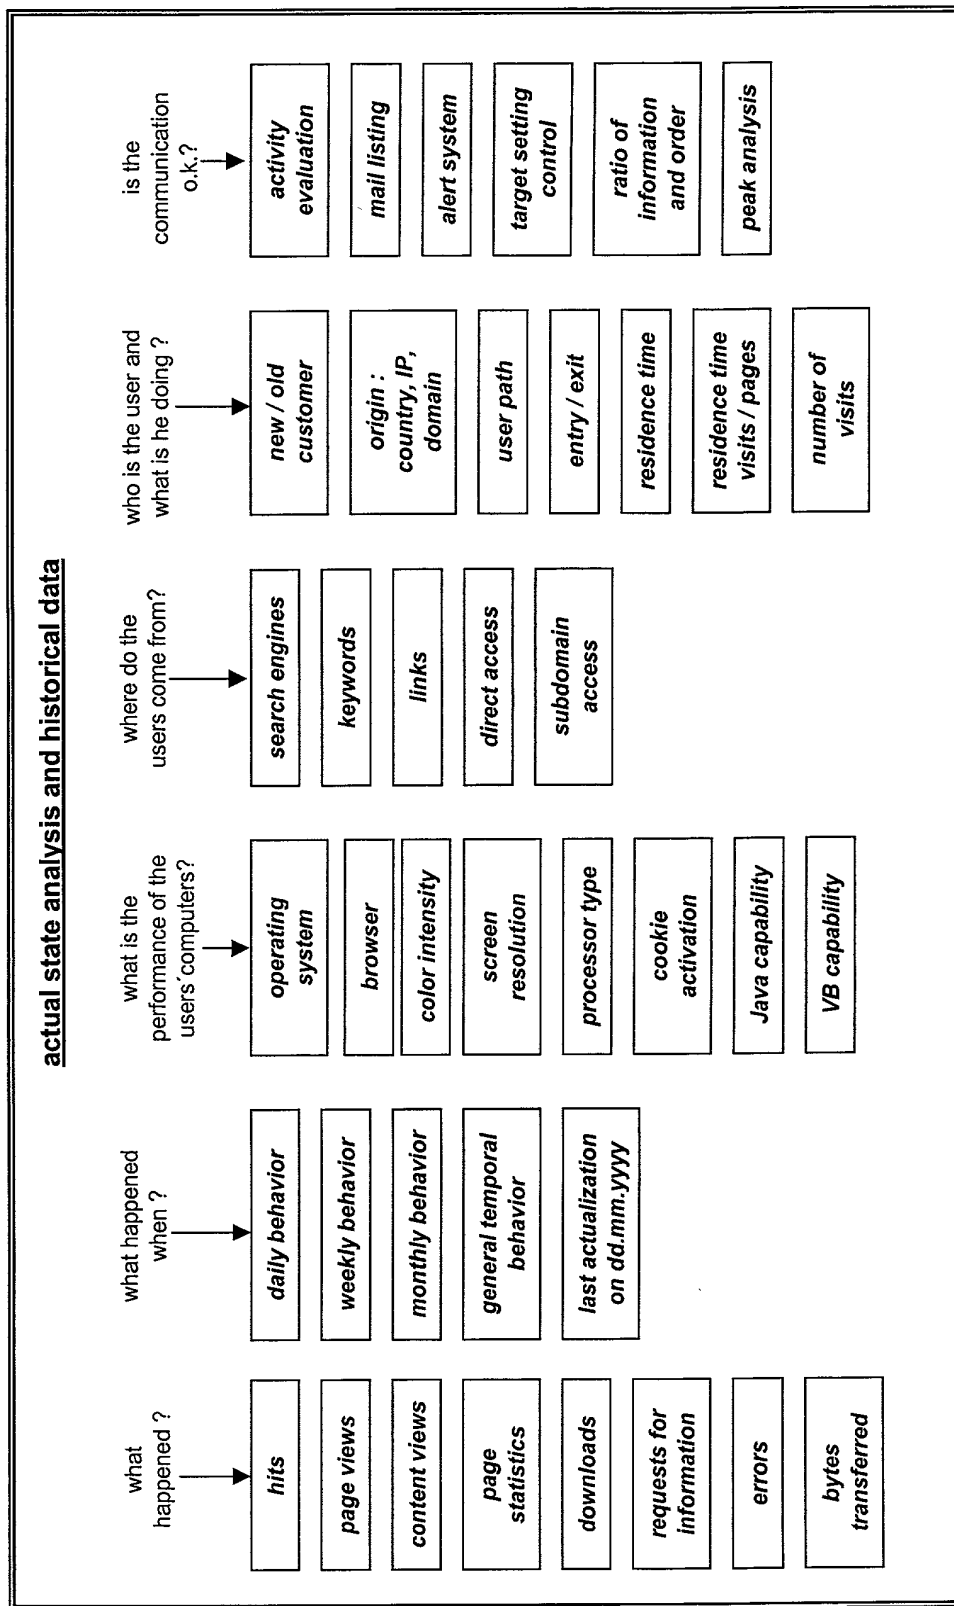 actual state analysis and historical data
what
happened ?
hits
page views
content views
page
statistics
downloads
requests for
information
errors
bytes
transferred
what happened
when ?
daily behavior
weekly behavior
monthly behavior
general temporal
behavior
last actualization
on dd.mm.yyyy
what is the
performance of the
users´computers?
operating
system
browser
color intensity
screen
resolution
processor type
cookie
activation
Java capability
VB capability
where do the
users come from?
search engines
keywords
links
direct access
subdomain
access
who is the user and
what is he doing ?
new / old
customer
origin :
country, IP,
domain
user path
entry / exit
residence time
residence time
visits / pages
number of
visits
is the
communication
o.k.?
activity
evaluation
mail listing
alert system
target setting
control
ratio of
information
and order
peak analysis